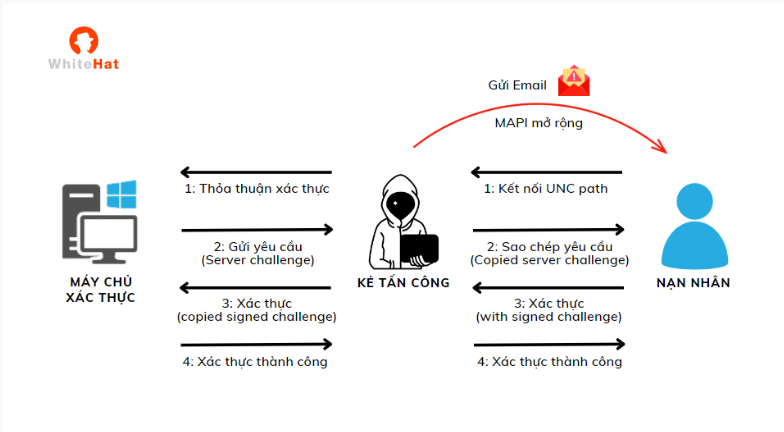 WhiteHat
Gửi Email
MAPI mở rộng
1: Thỏa thuận xác thực
1: Kết nối UNC path
2: Gửi yêu cầu
(Server challenge)
2: Sao chép yêu cầu
(Copied server challenge)
MÁY CHỦ
XÁC THỰC
KẺ TẤN CÔNG
NẠN NHÂN
3: Xác thực
(copied signed challenge)
3: Xác thực
(with signed challenge)
4: Xác thực thành công
4: Xác thực thành công